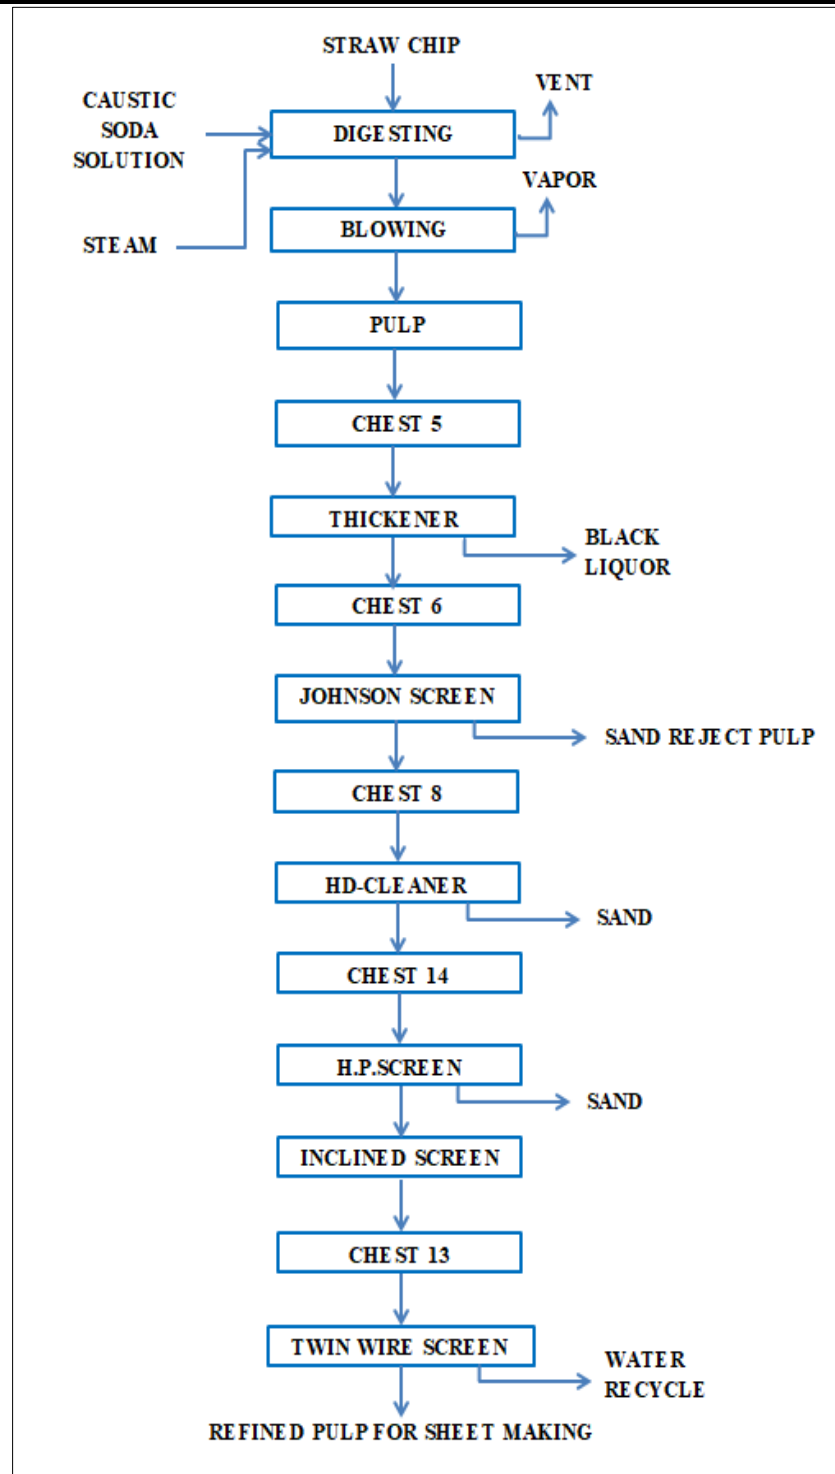 STRAW CHIP
VENT
CAUSTIC
SODA
SOLUTION
DIGESTING
VAPOR
STEAM
BLOWING
PULP
CHEST 5
THICKENER
BLACK
LIQUOR
CHEST 6
JOHNSON SCREEN
SAND REJECT PULP
CHEST 8
HD-CLEANER
SAND
CHEST 14
H.P.SCREEN
SAND
INCLINED SCREEN
CHEST 13
TWIN WIRE SCREEN
WATER
RECYCLE
REFINED PULP FOR SHEET MAKING